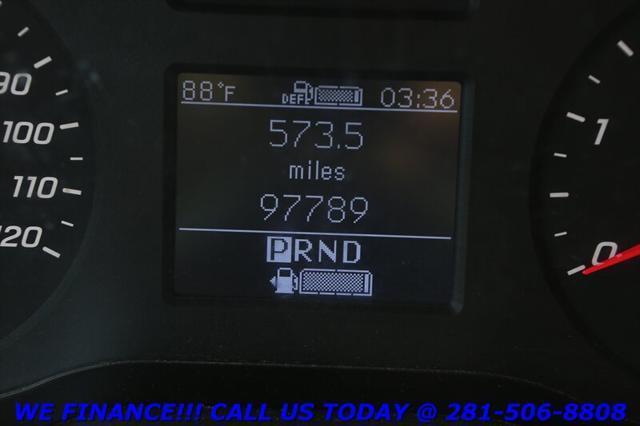 88°F DEF 03:36
573.5
miles
97789
PRND
90
100
110
120
1
0
WE FINANCE!!! CALL US TODAY @ 281-506-8808